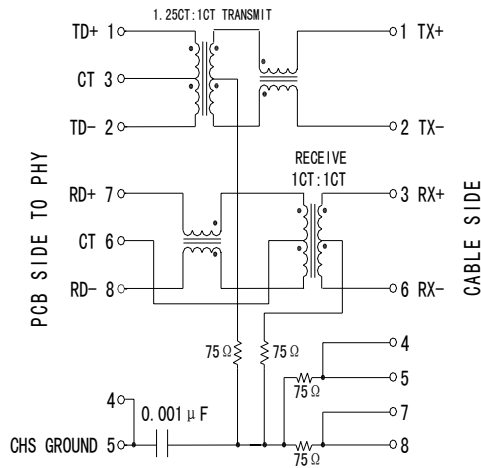 1.25CT:1CT TRANSMIT
TD+ 1
1 TX+
CT 3
TD- 2
2 TX-
RECEIVE
1CT:1CT
RD+ 7
3 RX+
CT 6
RD- 8
6 RX-
PCB SIDE TO PHY
CABLE SIDE
75Ω
75Ω
4
5
75Ω
4
0.001μF
7
CHS GROUND 5
8
75Ω